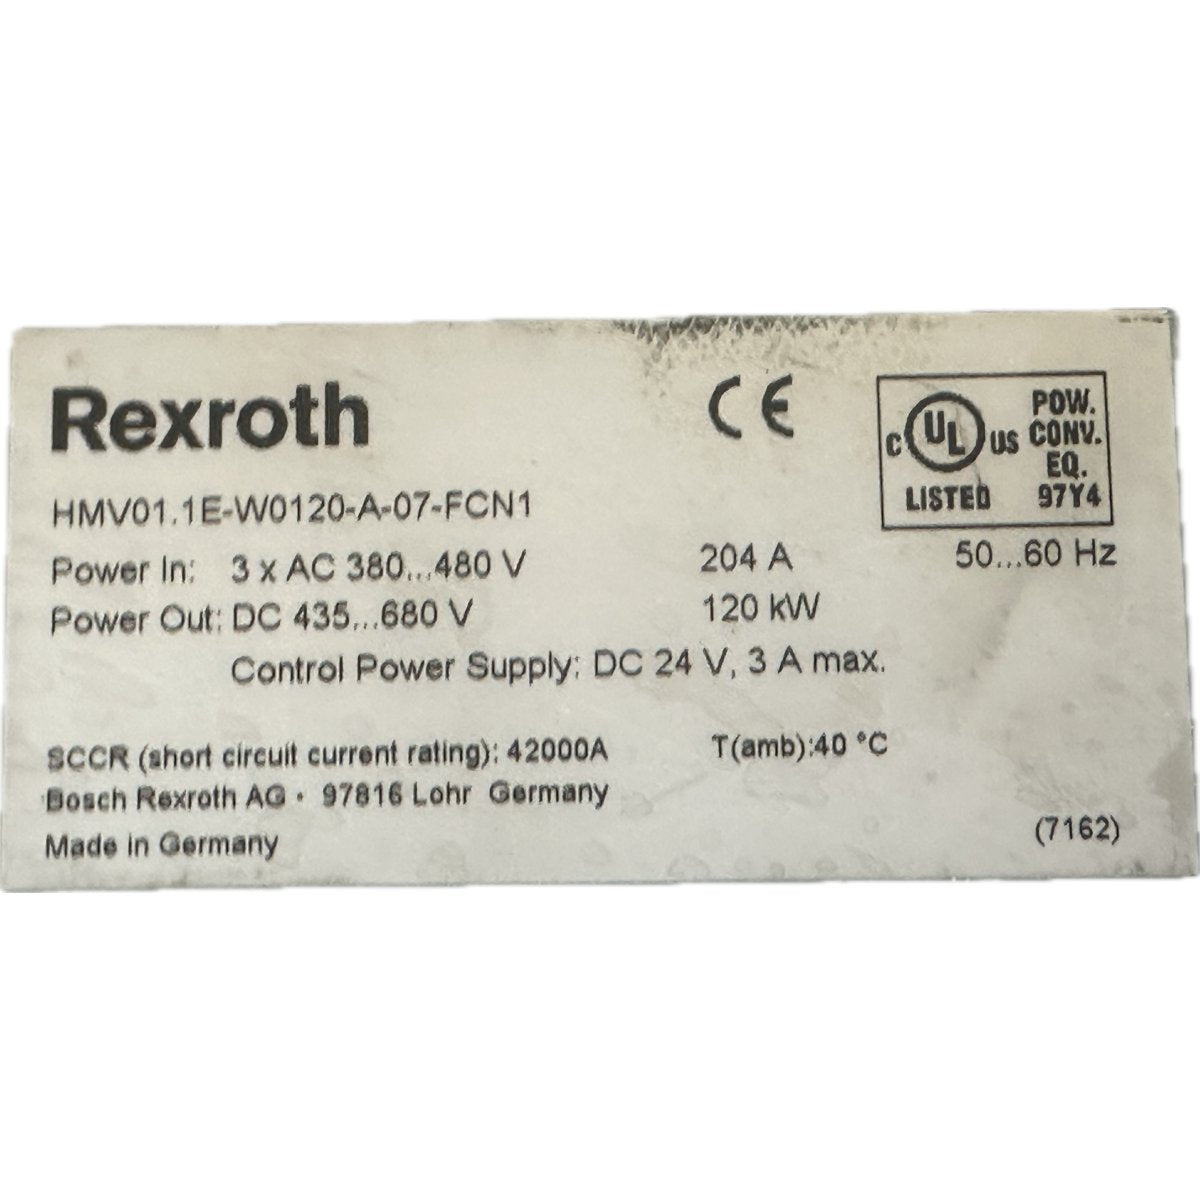 Rexroth
CE
C UL US LISTED
POW.
CONV.
EQ.
97Y4
HMV01.1E-W0120-A-07-FCN1
Power In: 3 x AC 380...480 V 204 A 50...60 Hz
Power Out: DC 435...680 V 120 kW
Control Power Supply: DC 24 V, 3 A max.
SCCR (short circuit current rating): 42000A T(amb):40 °C
Bosch Rexroth AG • 97816 Lohr Germany
Made in Germany (7162)